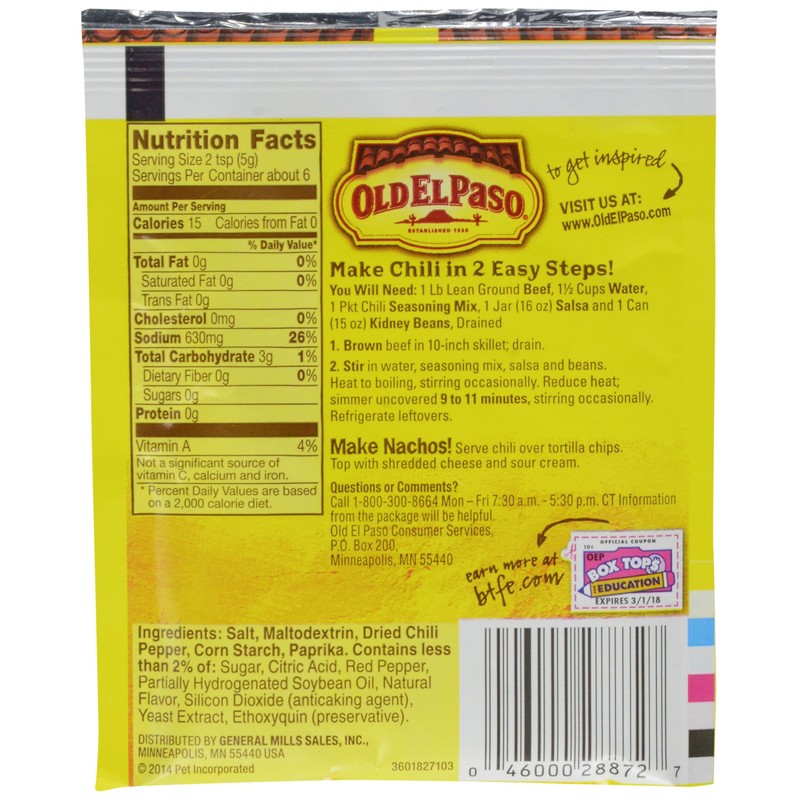 Nutrition Facts
Serving Size 2 tsp (5g)
Servings Per Container about 6
Amount Per Serving
Calories 15 Calories from Fat 0
% Daily Value*
Total Fat 0g 0%
Saturated Fat 0g 0%
Trans Fat 0g
Cholesterol 0mg 0%
Sodium 630mg 26%
Total Carbohydrate 3g 1%
Dietary Fiber 0g 0%
Sugars 0g
Protein 0g
Vitamin A 4%
Not a significant source of
vitamin C, calcium and iron.
* Percent Daily Values are based
on a 2,000 calorie diet.
OLD EL PASO
ESTABLISHED 1938
to get inspired
VISIT US AT:
www.OldElPaso.com
Make Chili in 2 Easy Steps!
You Will Need: 1 Lb Lean Ground Beef, 1½ Cups Water,
1 Pkt Chili Seasoning Mix, 1 Jar (16 oz) Salsa and 1 Can
(15 oz) Kidney Beans, Drained
1. Brown beef in 10-inch skillet; drain.
2. Stir in water, seasoning mix, salsa and beans.
Heat to boiling, stirring occasionally. Reduce heat;
simmer uncovered 9 to 11 minutes, stirring occasionally.
Refrigerate leftovers.
Make Nachos! Serve chili over tortilla chips.
Top with shredded cheese and sour cream.
Questions or Comments?
Call 1-800-300-8664 Mon – Fri 7:30 a.m. - 5:30 p.m. CT Information
from the package will be helpful.
Old El Paso Consumer Services,
P.O. Box 200,
Minneapolis, MN 55440
earn more at
btfe.com
OFFICIAL COUPON
10¢
OEP
BOX TOPS
FOR EDUCATION
EXPIRES 3/1/18
Ingredients: Salt, Maltodextrin, Dried Chili
Pepper, Corn Starch, Paprika. Contains less
than 2% of: Sugar, Citric Acid, Red Pepper,
Partially Hydrogenated Soybean Oil, Natural
Flavor, Silicon Dioxide (anticaking agent),
Yeast Extract, Ethoxyquin (preservative).
DISTRIBUTED BY GENERAL MILLS SALES, INC.,
MINNEAPOLIS, MN 55440 USA
© 2014 Pet Incorporated
3601827103
0 46000 28872 7